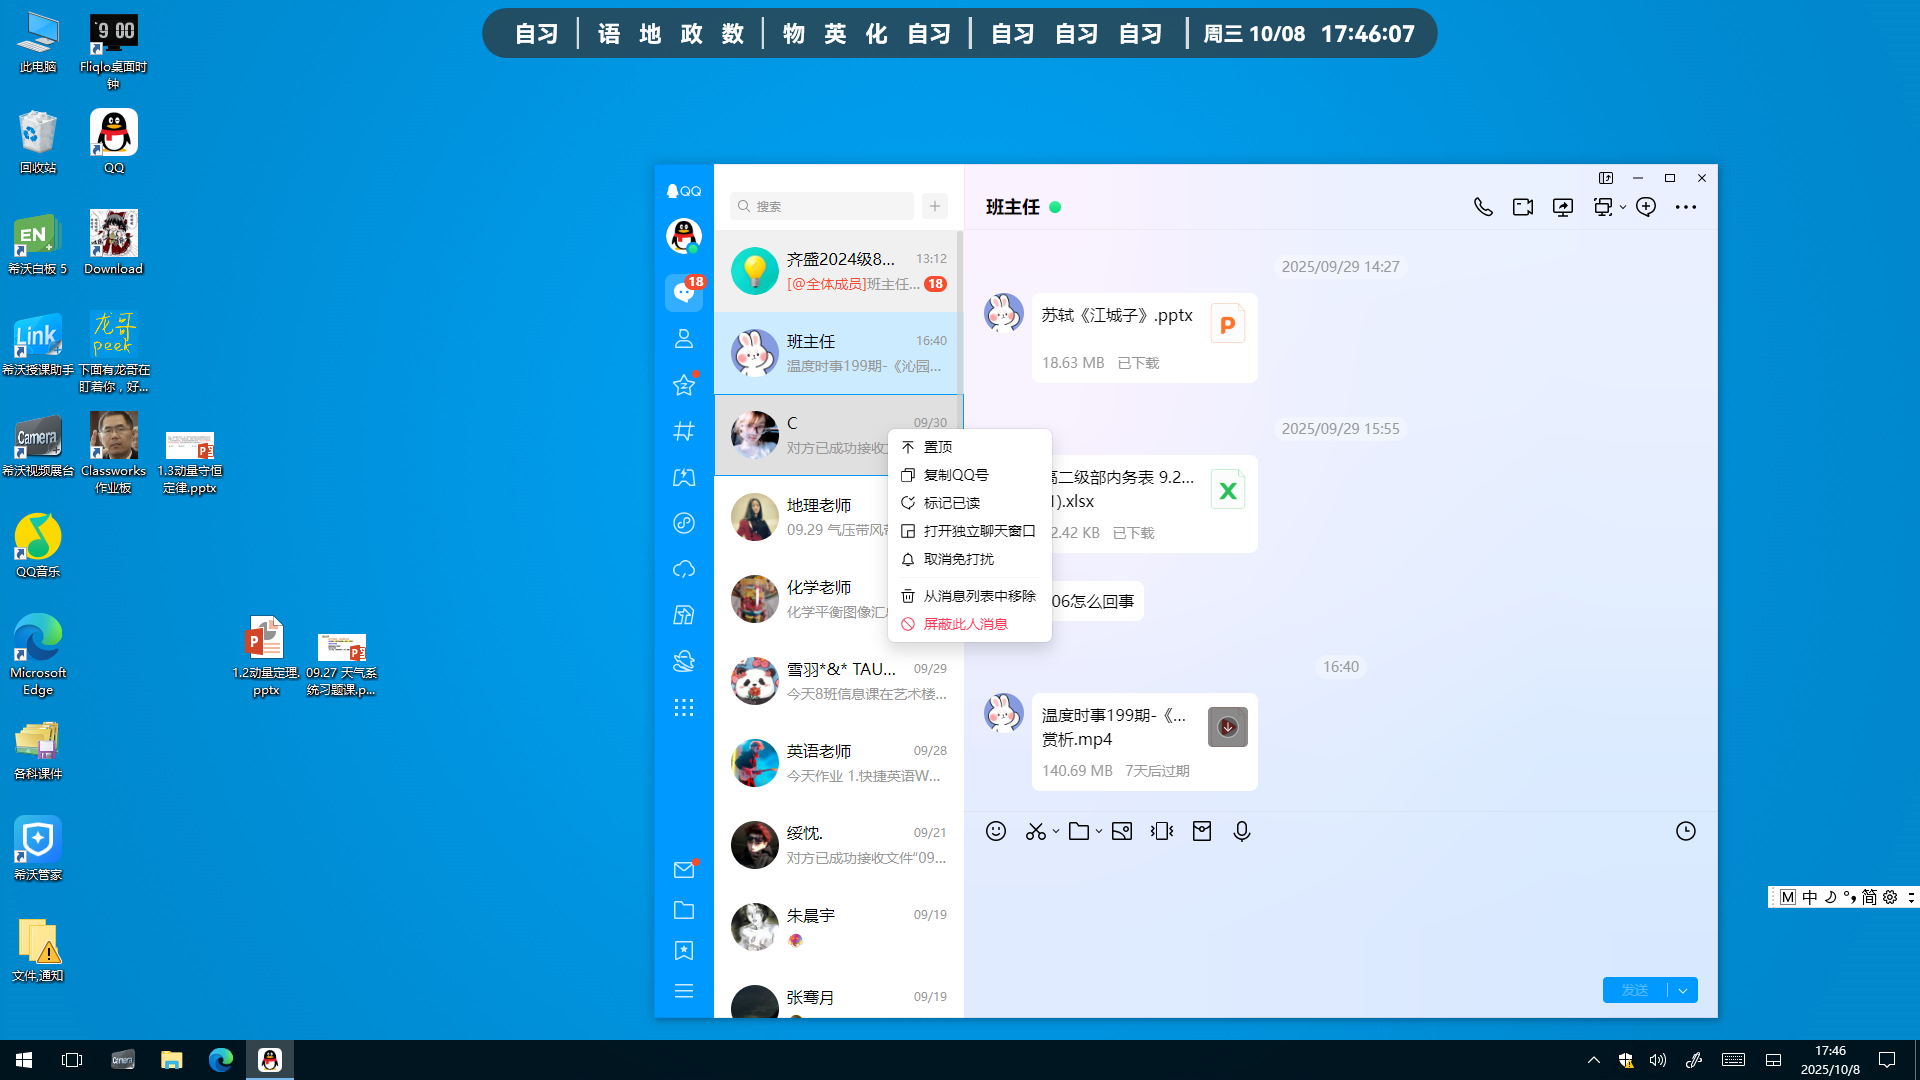 自习 | 语 地 政 数 | 物 英 化 自习 | 自习 自习 自习 | 周三 10/08 17:46:07
此电脑
9 00
Fliqlo桌面时
钟
回收站
QQ
EN
希沃白板 5
Download
Link
希沃授课助手
龙哥
peek
下面有龙哥在
盯着你，好...
Camera
希沃视频展台
Classworks
作业板
1.3动量守恒
定律.pptx
QQ音乐
Microsoft
Edge
1.2动量定理.
pptx
09.27 天气系
统习题课.p...
各科课件
希沃管家
文件,通知
QQ
18
搜索
齐盛2024级8...
13:12
[@全体成员]班主任...
18
班主任
16:40
温度时事199期-《沁园...
C
09/30
对方已成功接收文
地理老师
09.29 气压带风
化学老师
化学平衡图像汇
雪羽*&* TAU...
09/29
今天8班信息课在艺术楼...
英语老师
09/28
今天作业 1.快捷英语W...
绥忱.
09/21
对方已成功接收文件“09...
朱晨宇
09/19
张骞月
09/19
置顶
复制QQ号
标记已读
打开独立聊天窗口
取消免打扰
从消息列表中移除
屏蔽此人消息
班主任
2025/09/29 14:27
苏轼《江城子》.pptx
P
18.63 MB 已下载
2025/09/29 15:55
高二级部内务表 9.2...
1).xlsx
X
2.42 KB 已下载
06怎么回事
16:40
温度时事199期-《...
赏析.mp4
140.69 MB 7天后过期
发送
M 中 简
17:46
2025/10/8